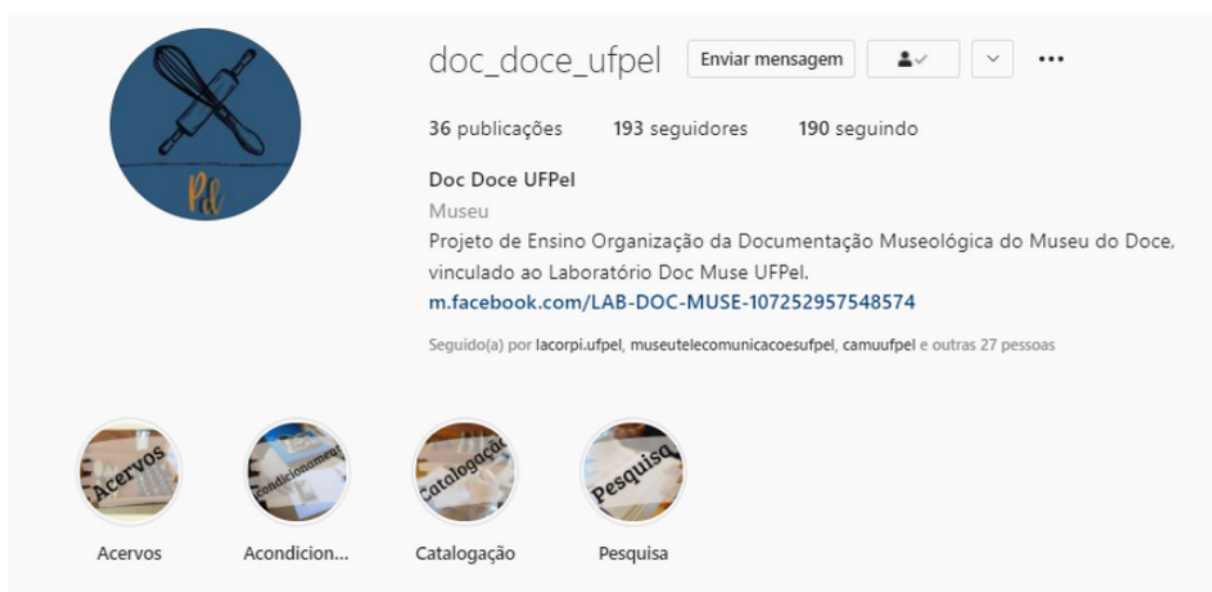 doc_doce_ufpel Enviar mensagem
36 publicações 193 seguidores 190 seguindo
Doc Doce UFPel
Museu
Projeto de Ensino Organização da Documentação Museológica do Museu do Doce,
vinculado ao Laboratório Doc Muse UFPel.
m.facebook.com/LAB-DOC-MUSE-107252957548574
Seguido(a) por lacorpi.ufpel, museutelecomunicacoesufpel, camuufpel e outras 27 pessoas
Pd
Acervos condicionament Catalogação Pesquisa
Acervos Acondicion... Catalogação Pesquisa